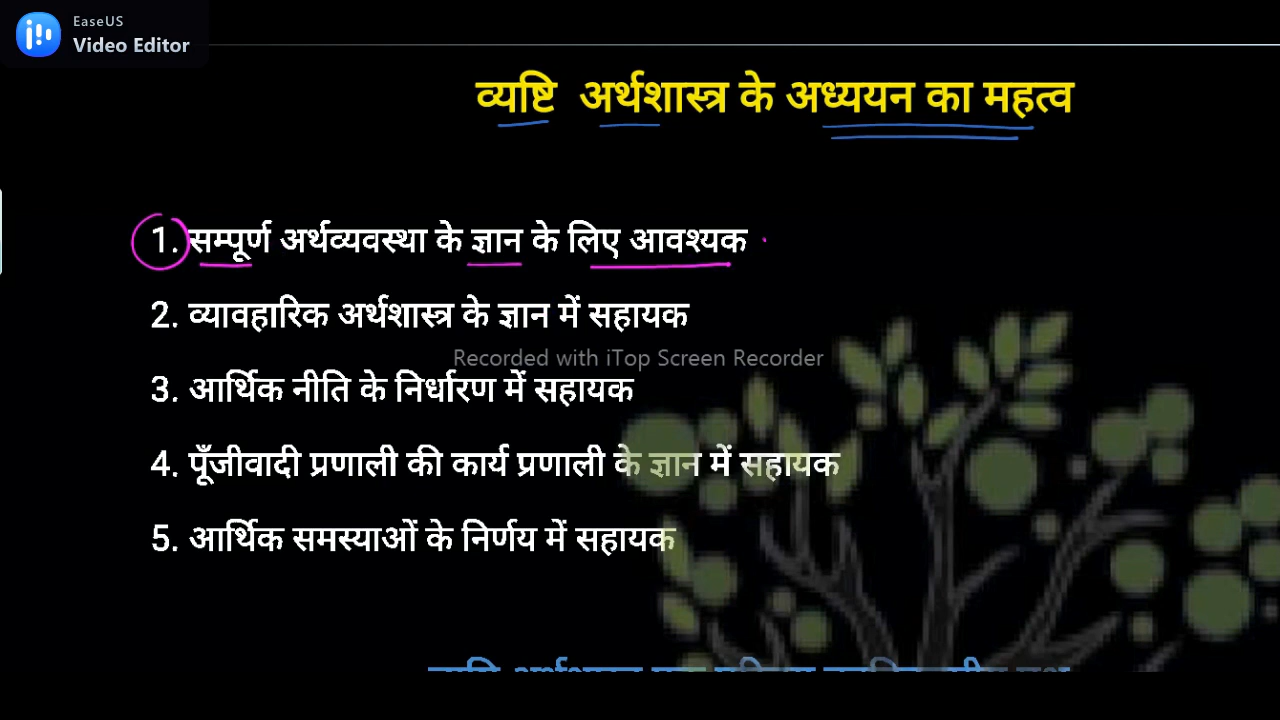 EaseUS
Video Editor
व्यष्टि अर्थशास्त्र के अध्ययन का महत्व
1. सम्पूर्ण अर्थव्यवस्था के ज्ञान के लिए आवश्यक
2. व्यावहारिक अर्थशास्त्र के ज्ञान में सहायक
Recorded with iTop Screen Recorder
3. आर्थिक नीति के निर्धारण में सहायक
4. पूँजीवादी प्रणाली की कार्य प्रणाली के ज्ञान में सहायक
5. आर्थिक समस्याओं के निर्णय में सहायक